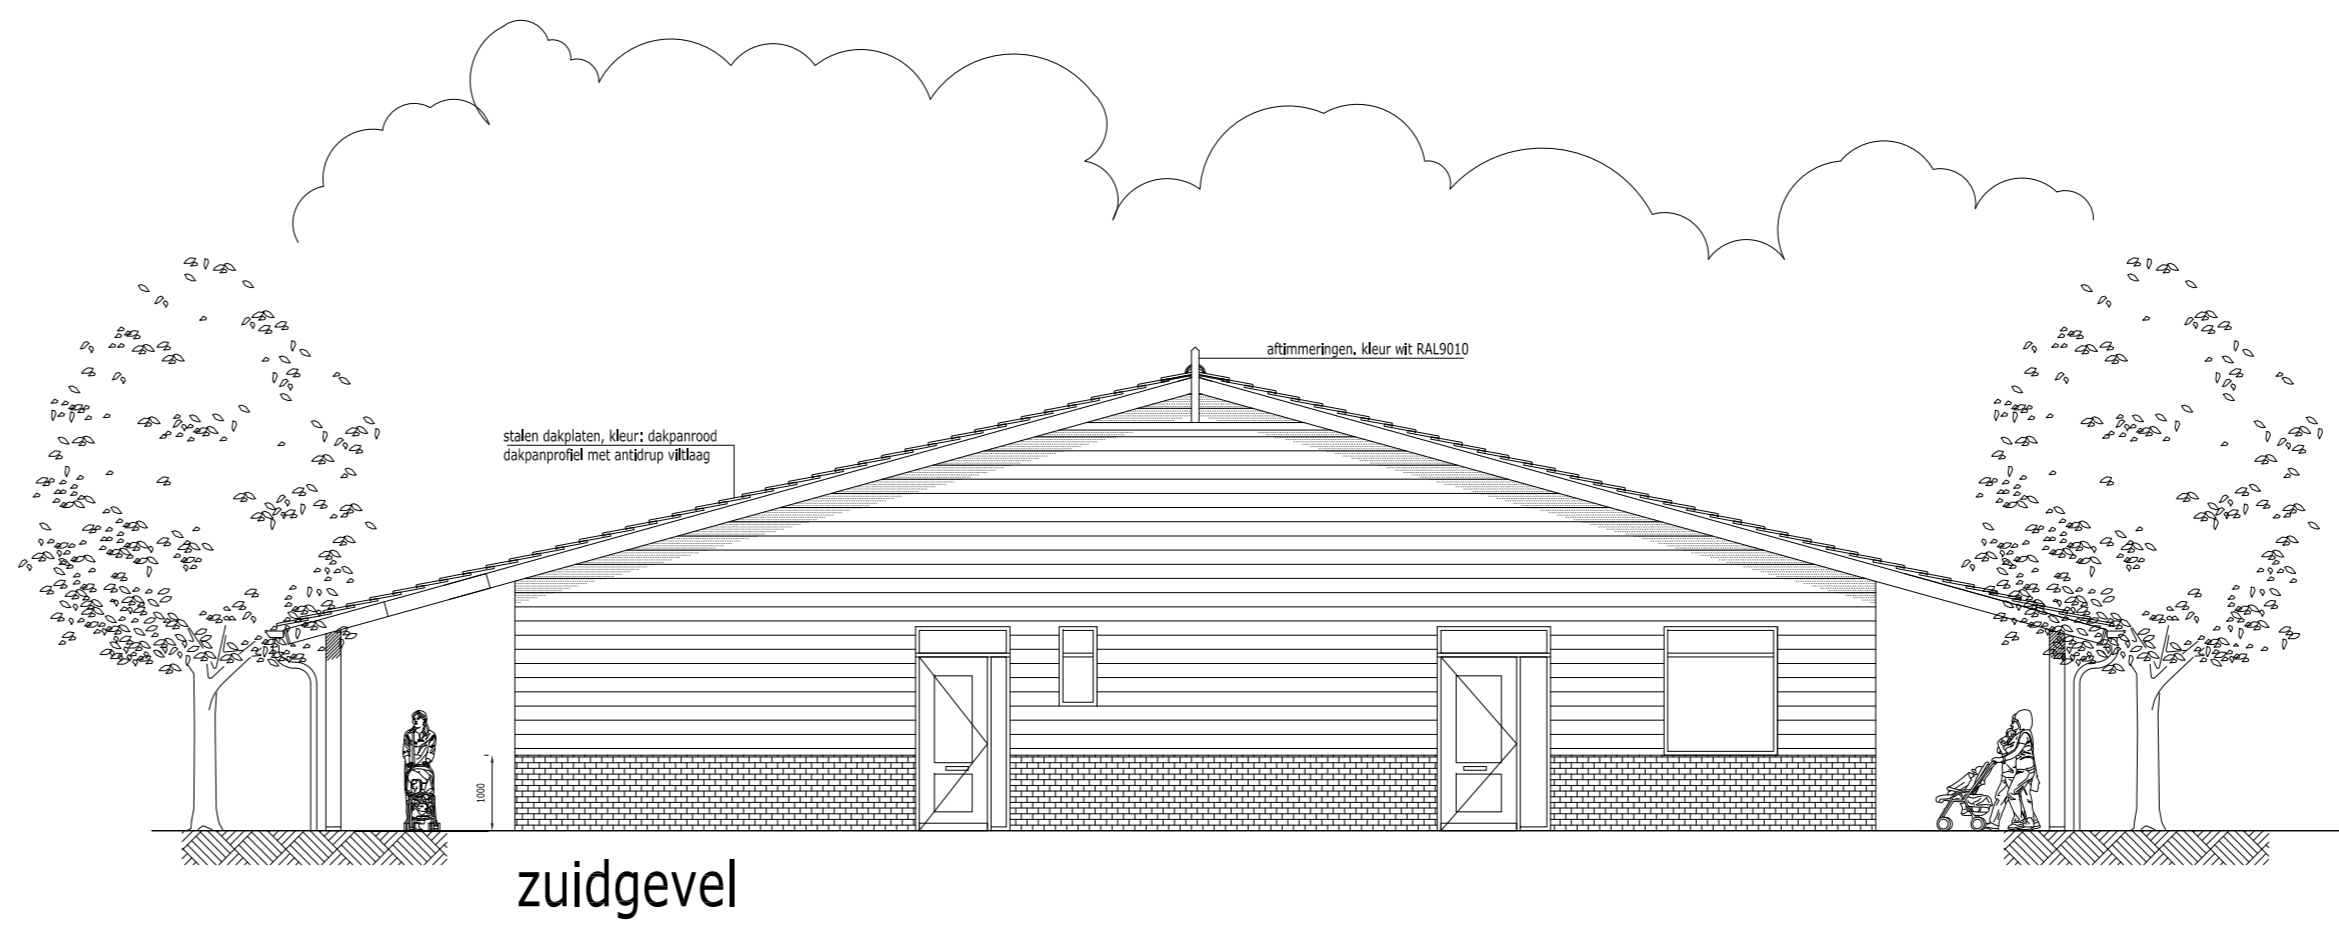 aftimmeringen. kleur wit RAL9010
stalen dakplaten, kleur: dakpanrood
dakpanprofiel met antidrup viltlaag
1000
zuidgevel